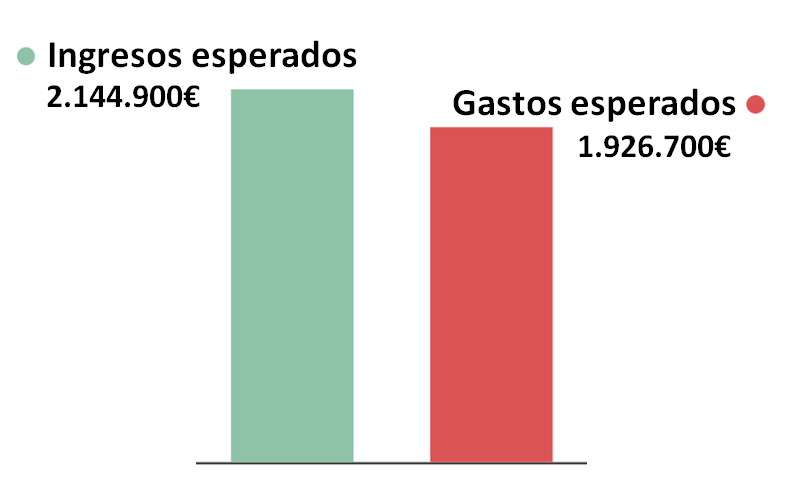 Ingresos esperados
2.144.900€
Gastos esperados
1.926.700€